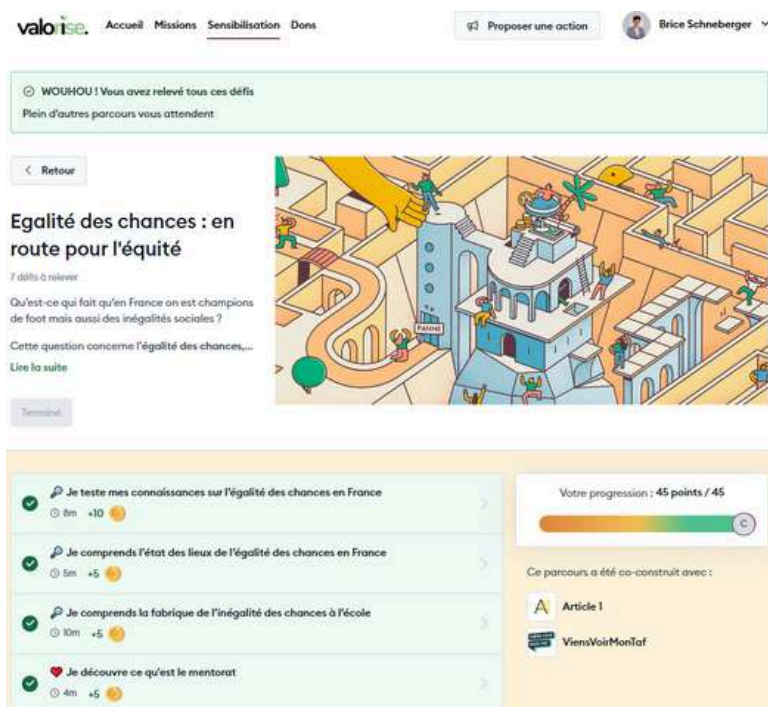 valorise.
Accueil Missions Sensibilisation Dons
Proposer une action
Brice Schneberger
WOUHOU ! Vous avez relevé tous ces défis
Plein d'autres parcours vous attendent
Retour
Egalité des chances : en
route pour l'équité
7 défis à relever
Qu'est-ce qui fait qu'en France on est champions
de foot mais aussi des inégalités sociales ?
Cette question concerne l'égalité des chances,...
Lire la suite
Terminé
PANNE
Je teste mes connaissances sur l'égalité des chances en France
8m +10
Je comprends l'état des lieux de l'égalité des chances en France
5m +5
Je comprends la fabrique de l'inégalité des chances à l'école
10m +5
Je découvre ce qu'est le mentorat
4m +5
Votre progression : 45 points / 45
C
Ce parcours a été co-construit avec :
Article 1
ViensVoirMonTaf